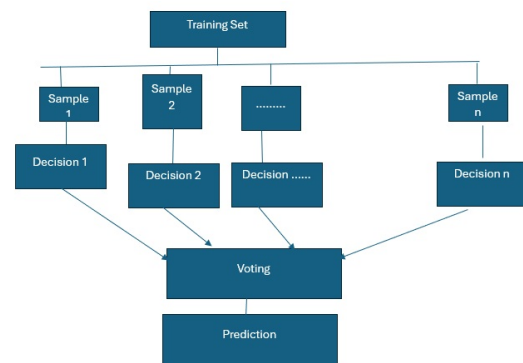 Training Set
Sample
1
Sample
2
.........
Sample
n
Decision 1
Decision 2
Decision ......
Decision n
Voting
Prediction